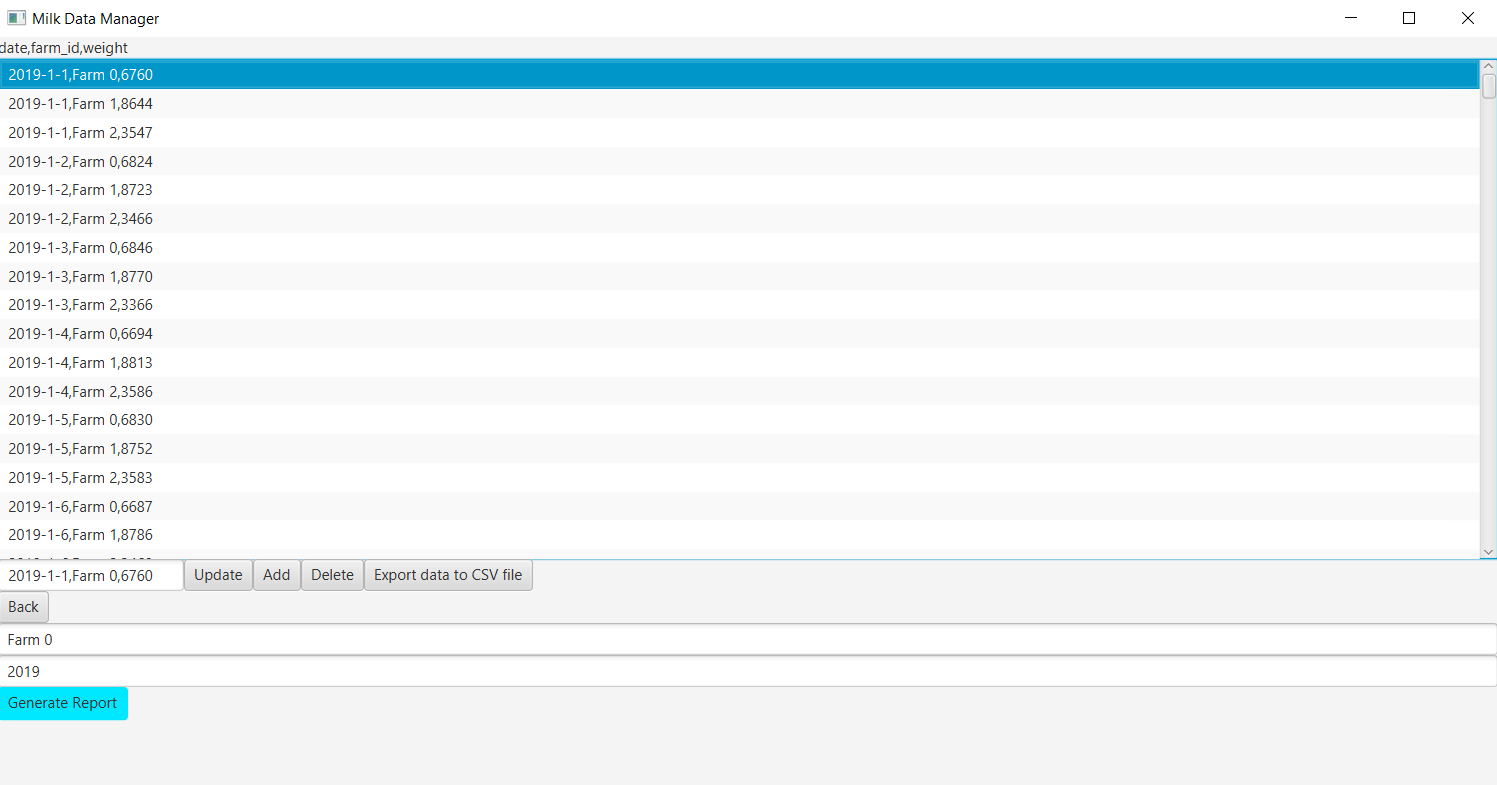 Milk Data Manager
date,farm_id,weight
2019-1-1,Farm 0,6760
2019-1-1,Farm 1,8644
2019-1-1,Farm 2,3547
2019-1-2,Farm 0,6824
2019-1-2,Farm 1,8723
2019-1-2,Farm 2,3466
2019-1-3,Farm 0,6846
2019-1-3,Farm 1,8770
2019-1-3,Farm 2,3366
2019-1-4,Farm 0,6694
2019-1-4,Farm 1,8813
2019-1-4,Farm 2,3586
2019-1-5,Farm 0,6830
2019-1-5,Farm 1,8752
2019-1-5,Farm 2,3583
2019-1-6,Farm 0,6687
2019-1-6,Farm 1,8786
2019-1-1,Farm 0,6760 Update Add Delete Export data to CSV file
Back
Farm 0
2019
Generate Report